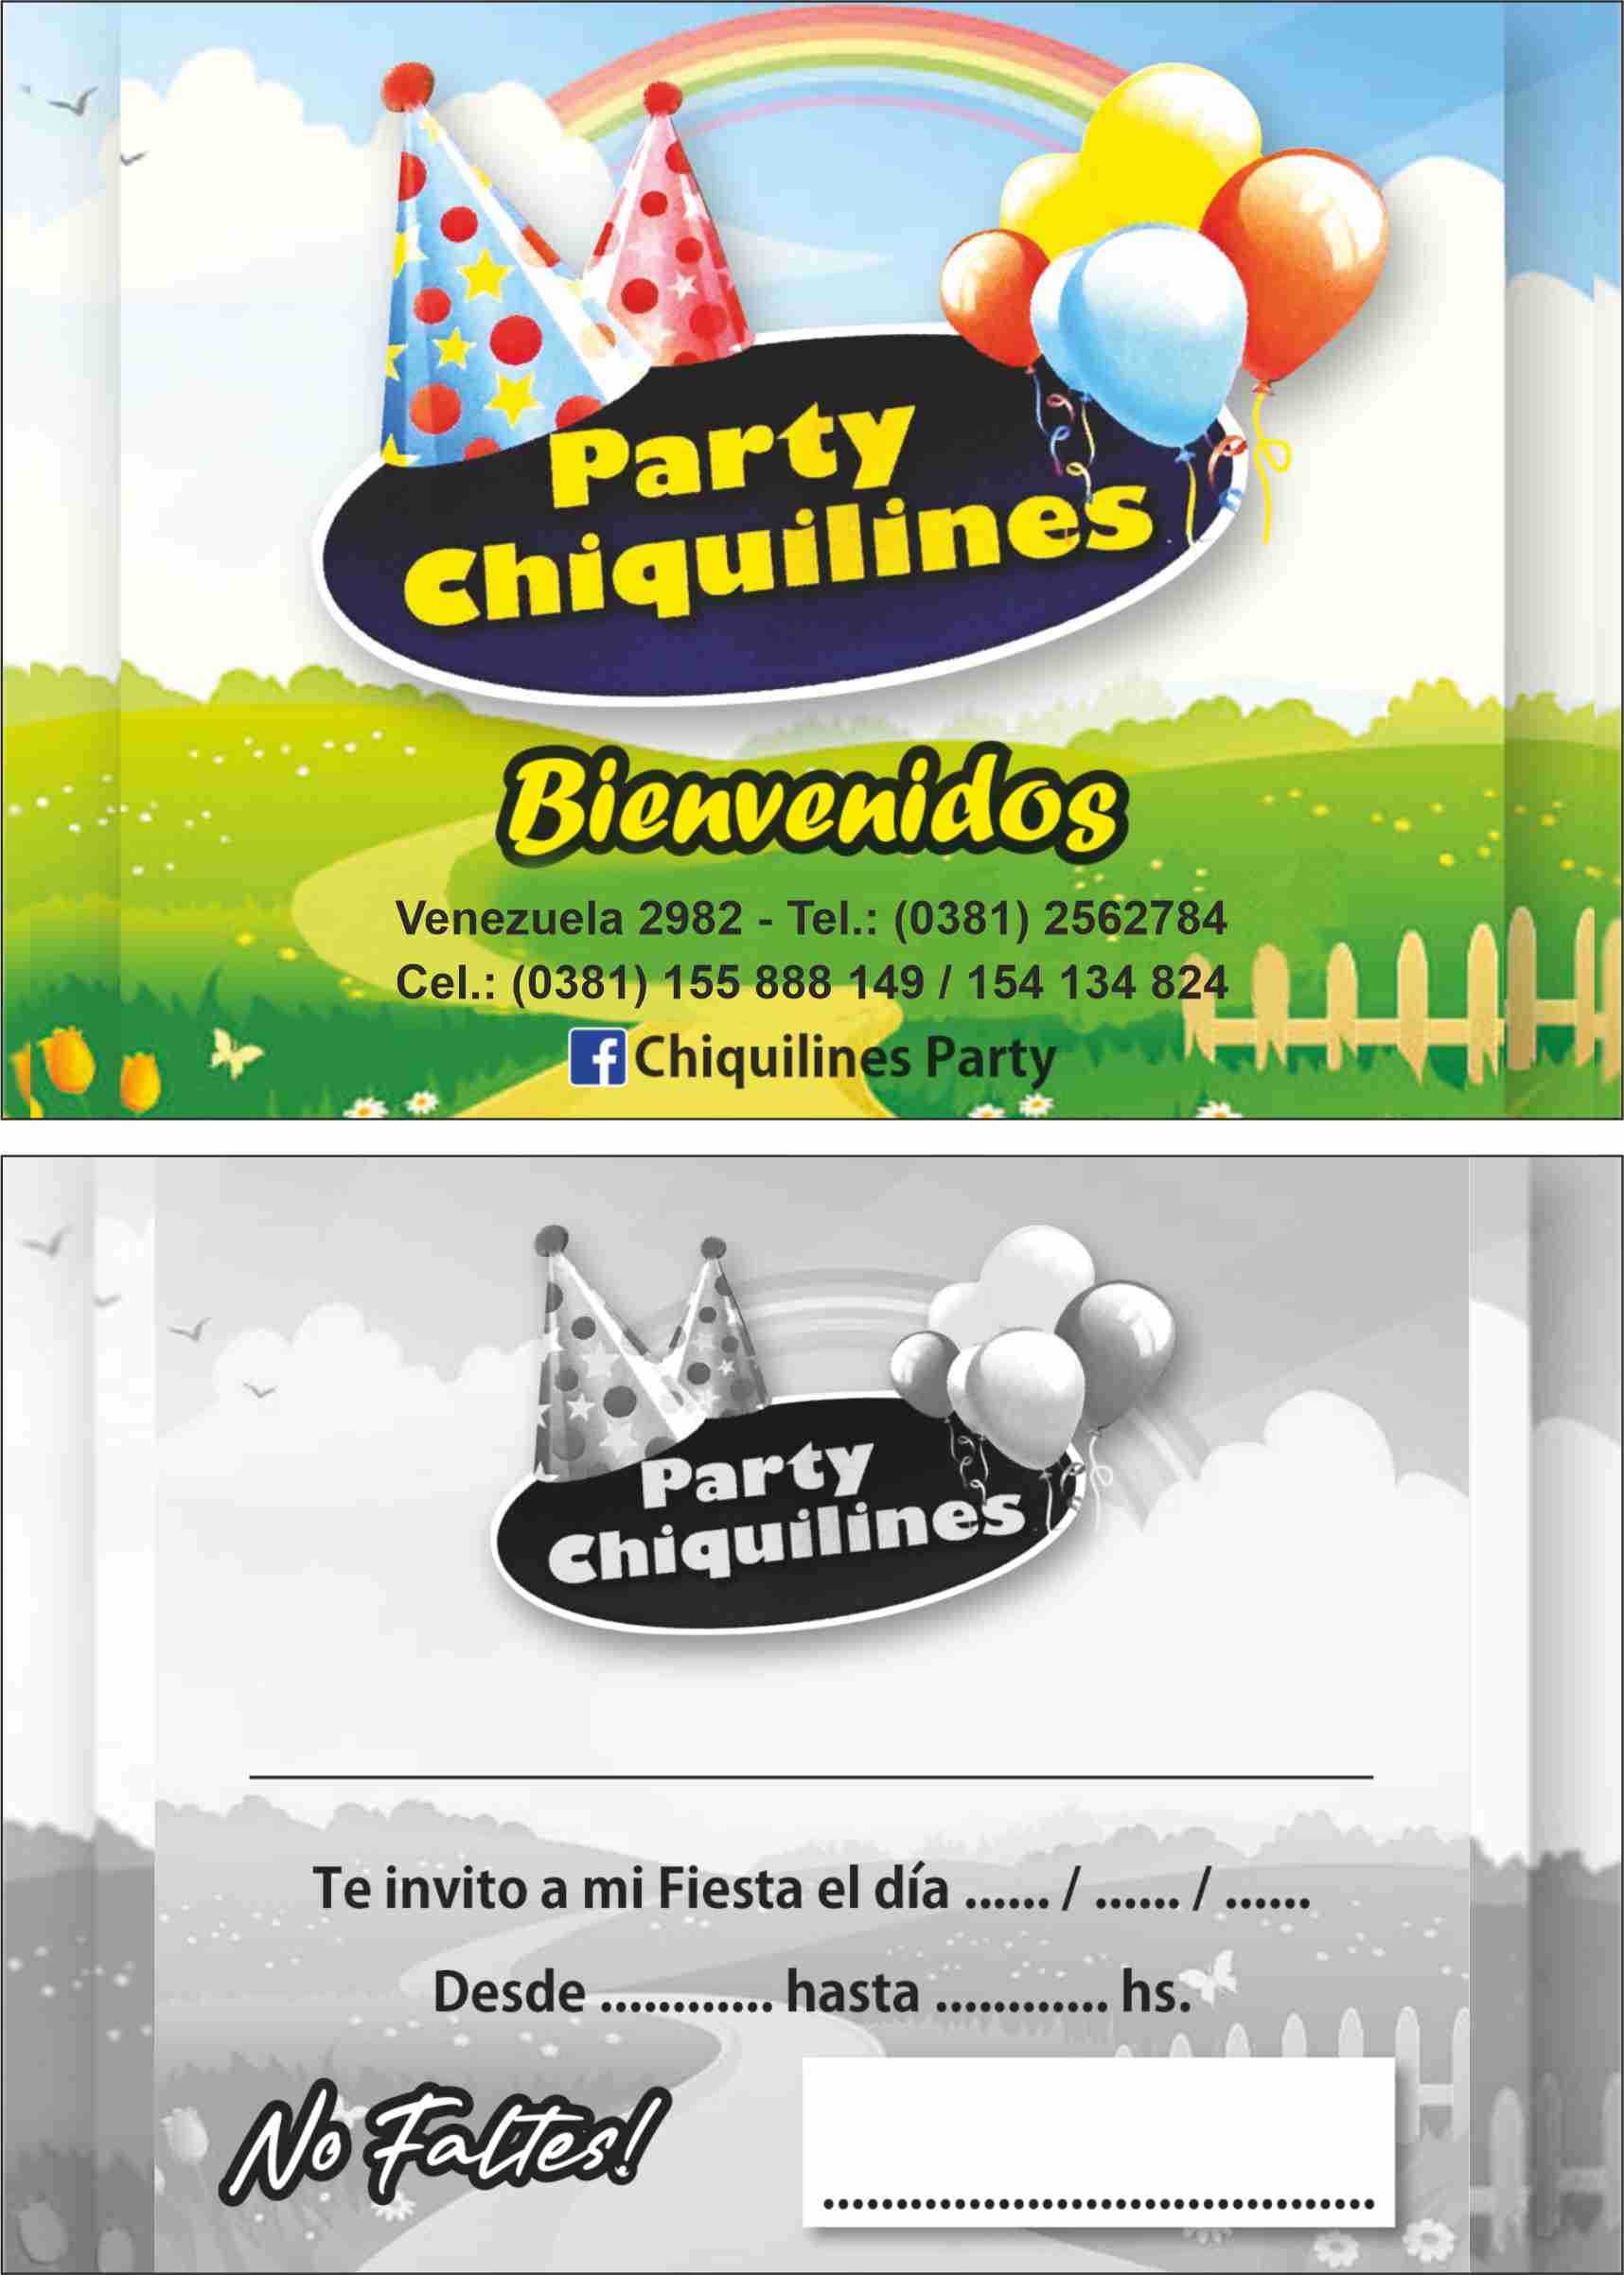 Party
Chiquilines
Bienvenidos
Venezuela 2982 - Tel.: (0381) 2562784
Cel.: (0381) 155 888 149 / 154 134 824
f Chiquilines Party
Party
Chiquilines
Te invito a mi Fiesta el día ...... / ...... / ......
Desde ............ hasta ............ hs.
No Faltes!
......................................